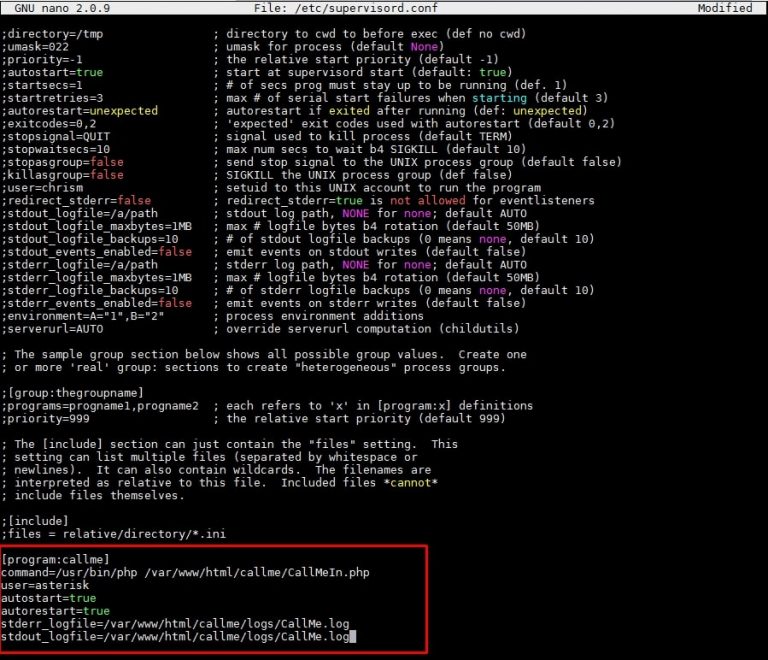 GNU nano 2.0.9 File: /etc/supervisord.conf Modified
;directory=/tmp ; directory to cwd to before exec (def no cwd)
;umask=022 ; umask for process (default None)
;priority=-1 ; the relative start priority (default -1)
;autostart=true ; start at supervisord start (default: true)
;startsecs=1 ; # of secs prog must stay up to be running (def. 1)
;startretries=3 ; max # of serial start failures when starting (default 3)
;autorestart=unexpected ; autorestart if exited after running (def: unexpected)
;exitcodes=0,2 ; 'expected' exit codes used with autorestart (default 0,2)
;stopsignal=QUIT ; signal used to kill process (default TERM)
;stopwaitsecs=10 ; max num secs to wait b4 SIGKILL (default 10)
;stopasgroup=false ; send stop signal to the UNIX process group (default false)
;killasgroup=false ; SIGKILL the UNIX process group (def false)
;user=chrism ; setuid to this UNIX account to run the program
;redirect_stderr=false ; redirect_stderr=true is not allowed for eventlisteners
;stdout_logfile=/a/path ; stdout log path, NONE for none; default AUTO
;stdout_logfile_maxbytes=1MB ; max # logfile bytes b4 rotation (default 50MB)
;stdout_logfile_backups=10 ; # of stdout logfile backups (0 means none, default 10)
;stdout_events_enabled=false ; emit events on stdout writes (default false)
;stderr_logfile=/a/path ; stderr log path, NONE for none; default AUTO
;stderr_logfile_maxbytes=1MB ; max # logfile bytes b4 rotation (default 50MB)
;stderr_logfile_backups=10 ; # of stderr logfile backups (0 means none, default 10)
;stderr_events_enabled=false ; emit events on stderr writes (default false)
;environment=A="1",B="2" ; process environment additions
;serverurl=AUTO ; override serverurl computation (childutils)
; The sample group section below shows all possible group values. Create one
; or more 'real' group: sections to create "heterogeneous" process groups.
;[group:thegroupname]
;programs=progname1,progname2 ; each refers to 'x' in [program:x] definitions
;priority=999 ; the relative start priority (default 999)
; The [include] section can just contain the "files" setting. This
; setting can list multiple files (separated by whitespace or
; newlines). It can also contain wildcards. The filenames are
; interpreted as relative to this file. Included files *cannot*
; include files themselves.
;[include]
;files = relative/directory/*.ini
[program:callme]
command=/usr/bin/php /var/www/html/callme/CallMeIn.php
user=asterisk
autostart=true
autorestart=true
stderr_logfile=/var/www/html/callme/logs/CallMe.log
stdout_logfile=/var/www/html/callme/logs/CallMe.log